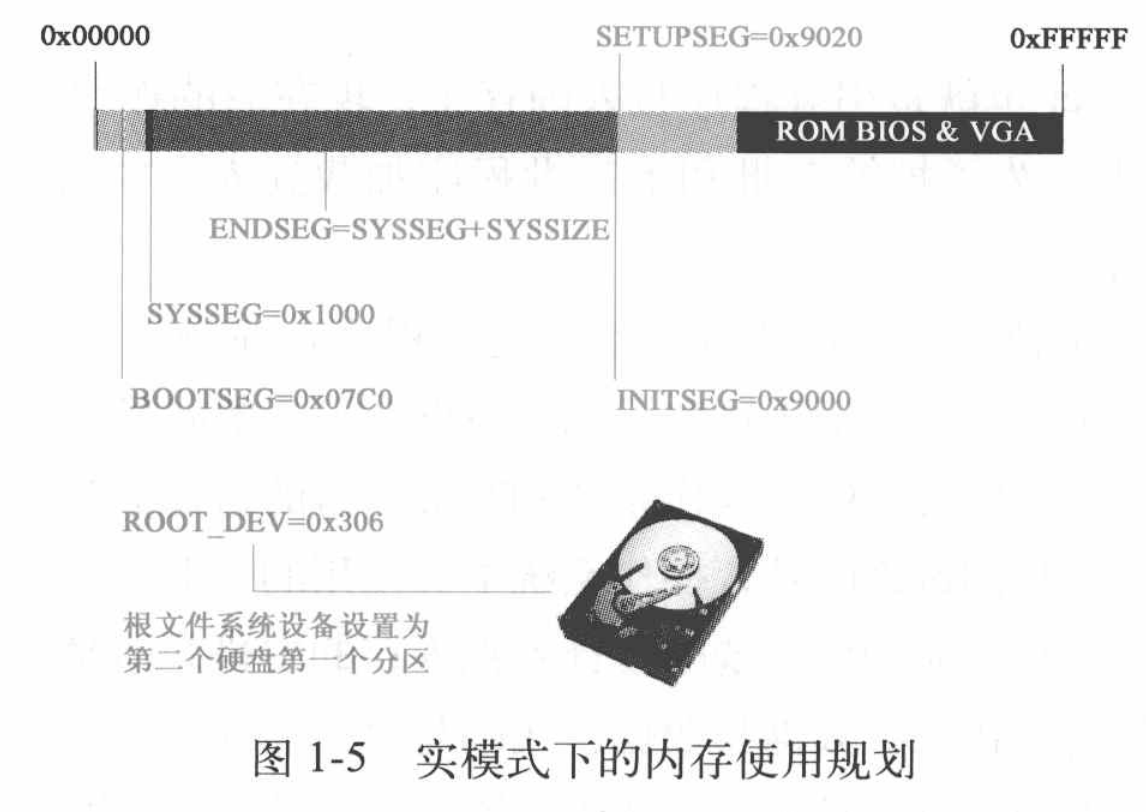 0x00000
SETUPSEG=0x9020
0xFFFFF
ROM BIOS & VGA
ENDSEG=SYSSEG+SYSSIZE
SYSSEG=0x1000
BOOTSEG=0x07C0
INITSEG=0x9000
ROOT_DEV=0x306
根文件系统设备设置为
第二个硬盘第一个分区
图 1-5 实模式下的内存使用规划